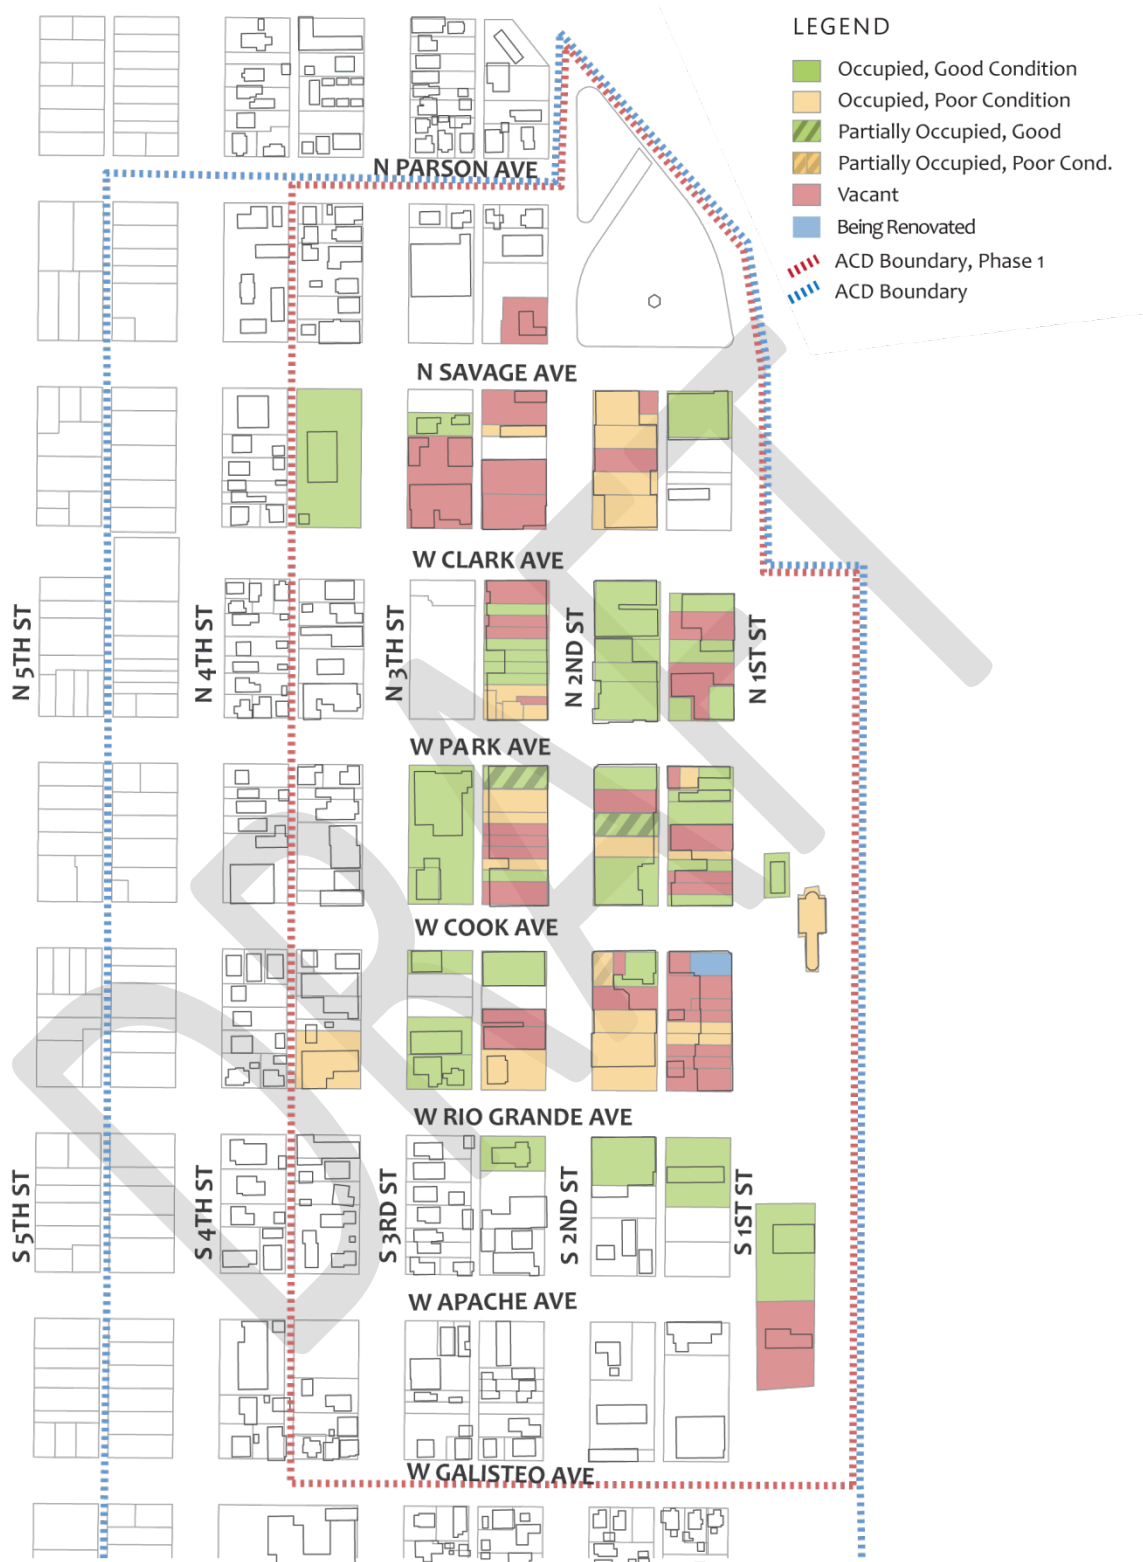 LEGEND
Occupied, Good Condition
Occupied, Poor Condition
Partially Occupied, Good
Partially Occupied, Poor Cond.
Vacant
Being Renovated
ACD Boundary, Phase 1
ACD Boundary
N PARSON AVE
N SAVAGE AVE
W CLARK AVE
N 5TH ST
N 4TH ST
N 3TH ST
N 2ND ST
N 1ST ST
W PARK AVE
W COOK AVE
W RIO GRANDE AVE
S 5TH ST
S 4TH ST
S 3RD ST
S 2ND ST
S 1ST ST
W APACHE AVE
W GALISTEO AVE
DRAFT